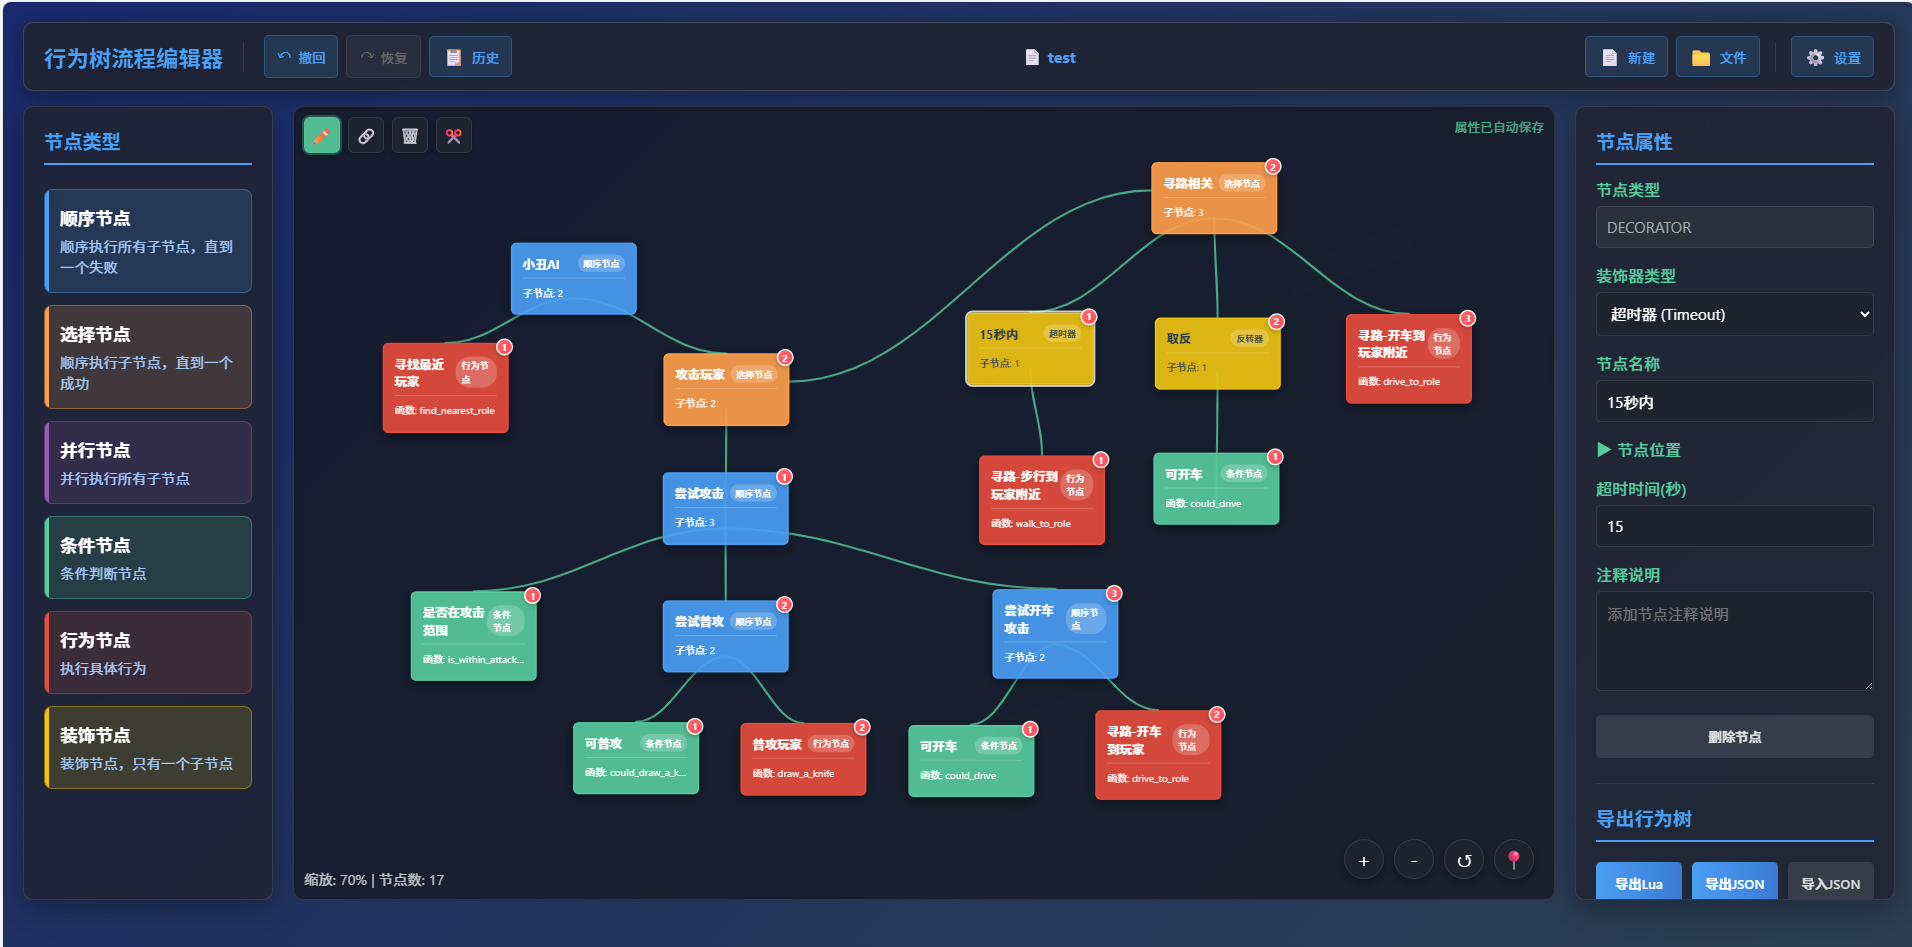 行为树流程编辑器
撤回
恢复
历史
test
新建
文件
设置
节点类型
顺序节点
顺序执行所有子节点，直到
一个失败
选择节点
顺序执行子节点，直到一个
成功
并行节点
并行执行所有子节点
条件节点
条件判断节点
行为节点
执行具体行为
装饰节点
装饰节点，只有一个子节点
属性已自动保存
寻路相关
选择节点
2
子节点: 3
小丑AI
顺序节点
子节点: 2
15秒内
超时器
1
子节点: 1
取反
反转器
2
子节点: 1
寻路-开车到
玩家附近
行为
节点
3
函数: drive_to_role
寻找最近
玩家
行为节
点
1
函数: find_nearest_role
攻击玩家
选择节点
2
子节点: 2
寻路-步行到
玩家附近
行为
节点
1
函数: walk_to_role
可开车
条件节点
1
函数: could_drive
尝试攻击
顺序节点
1
子节点: 3
是否在攻击
范围
条件
节点
1
函数: is_within_attack...
尝试普攻
顺序节点
2
子节点: 2
尝试开车
攻击
顺序节
点
3
子节点: 2
可普攻
条件节点
1
函数: could_draw_a_k...
普攻玩家
行为节点
2
函数: draw_a_knife
可开车
条件节点
1
函数: could_drive
寻路-开车
到玩家
行为
节点
2
函数: drive_to_role
缩放: 70% | 节点数: 17
+
-
节点属性
节点类型
DECORATOR
装饰器类型
超时器 (Timeout)
节点名称
15秒内
▶ 节点位置
超时时间(秒)
15
注释说明
添加节点注释说明
删除节点
导出行为树
导出Lua
导出JSON
导入JSON